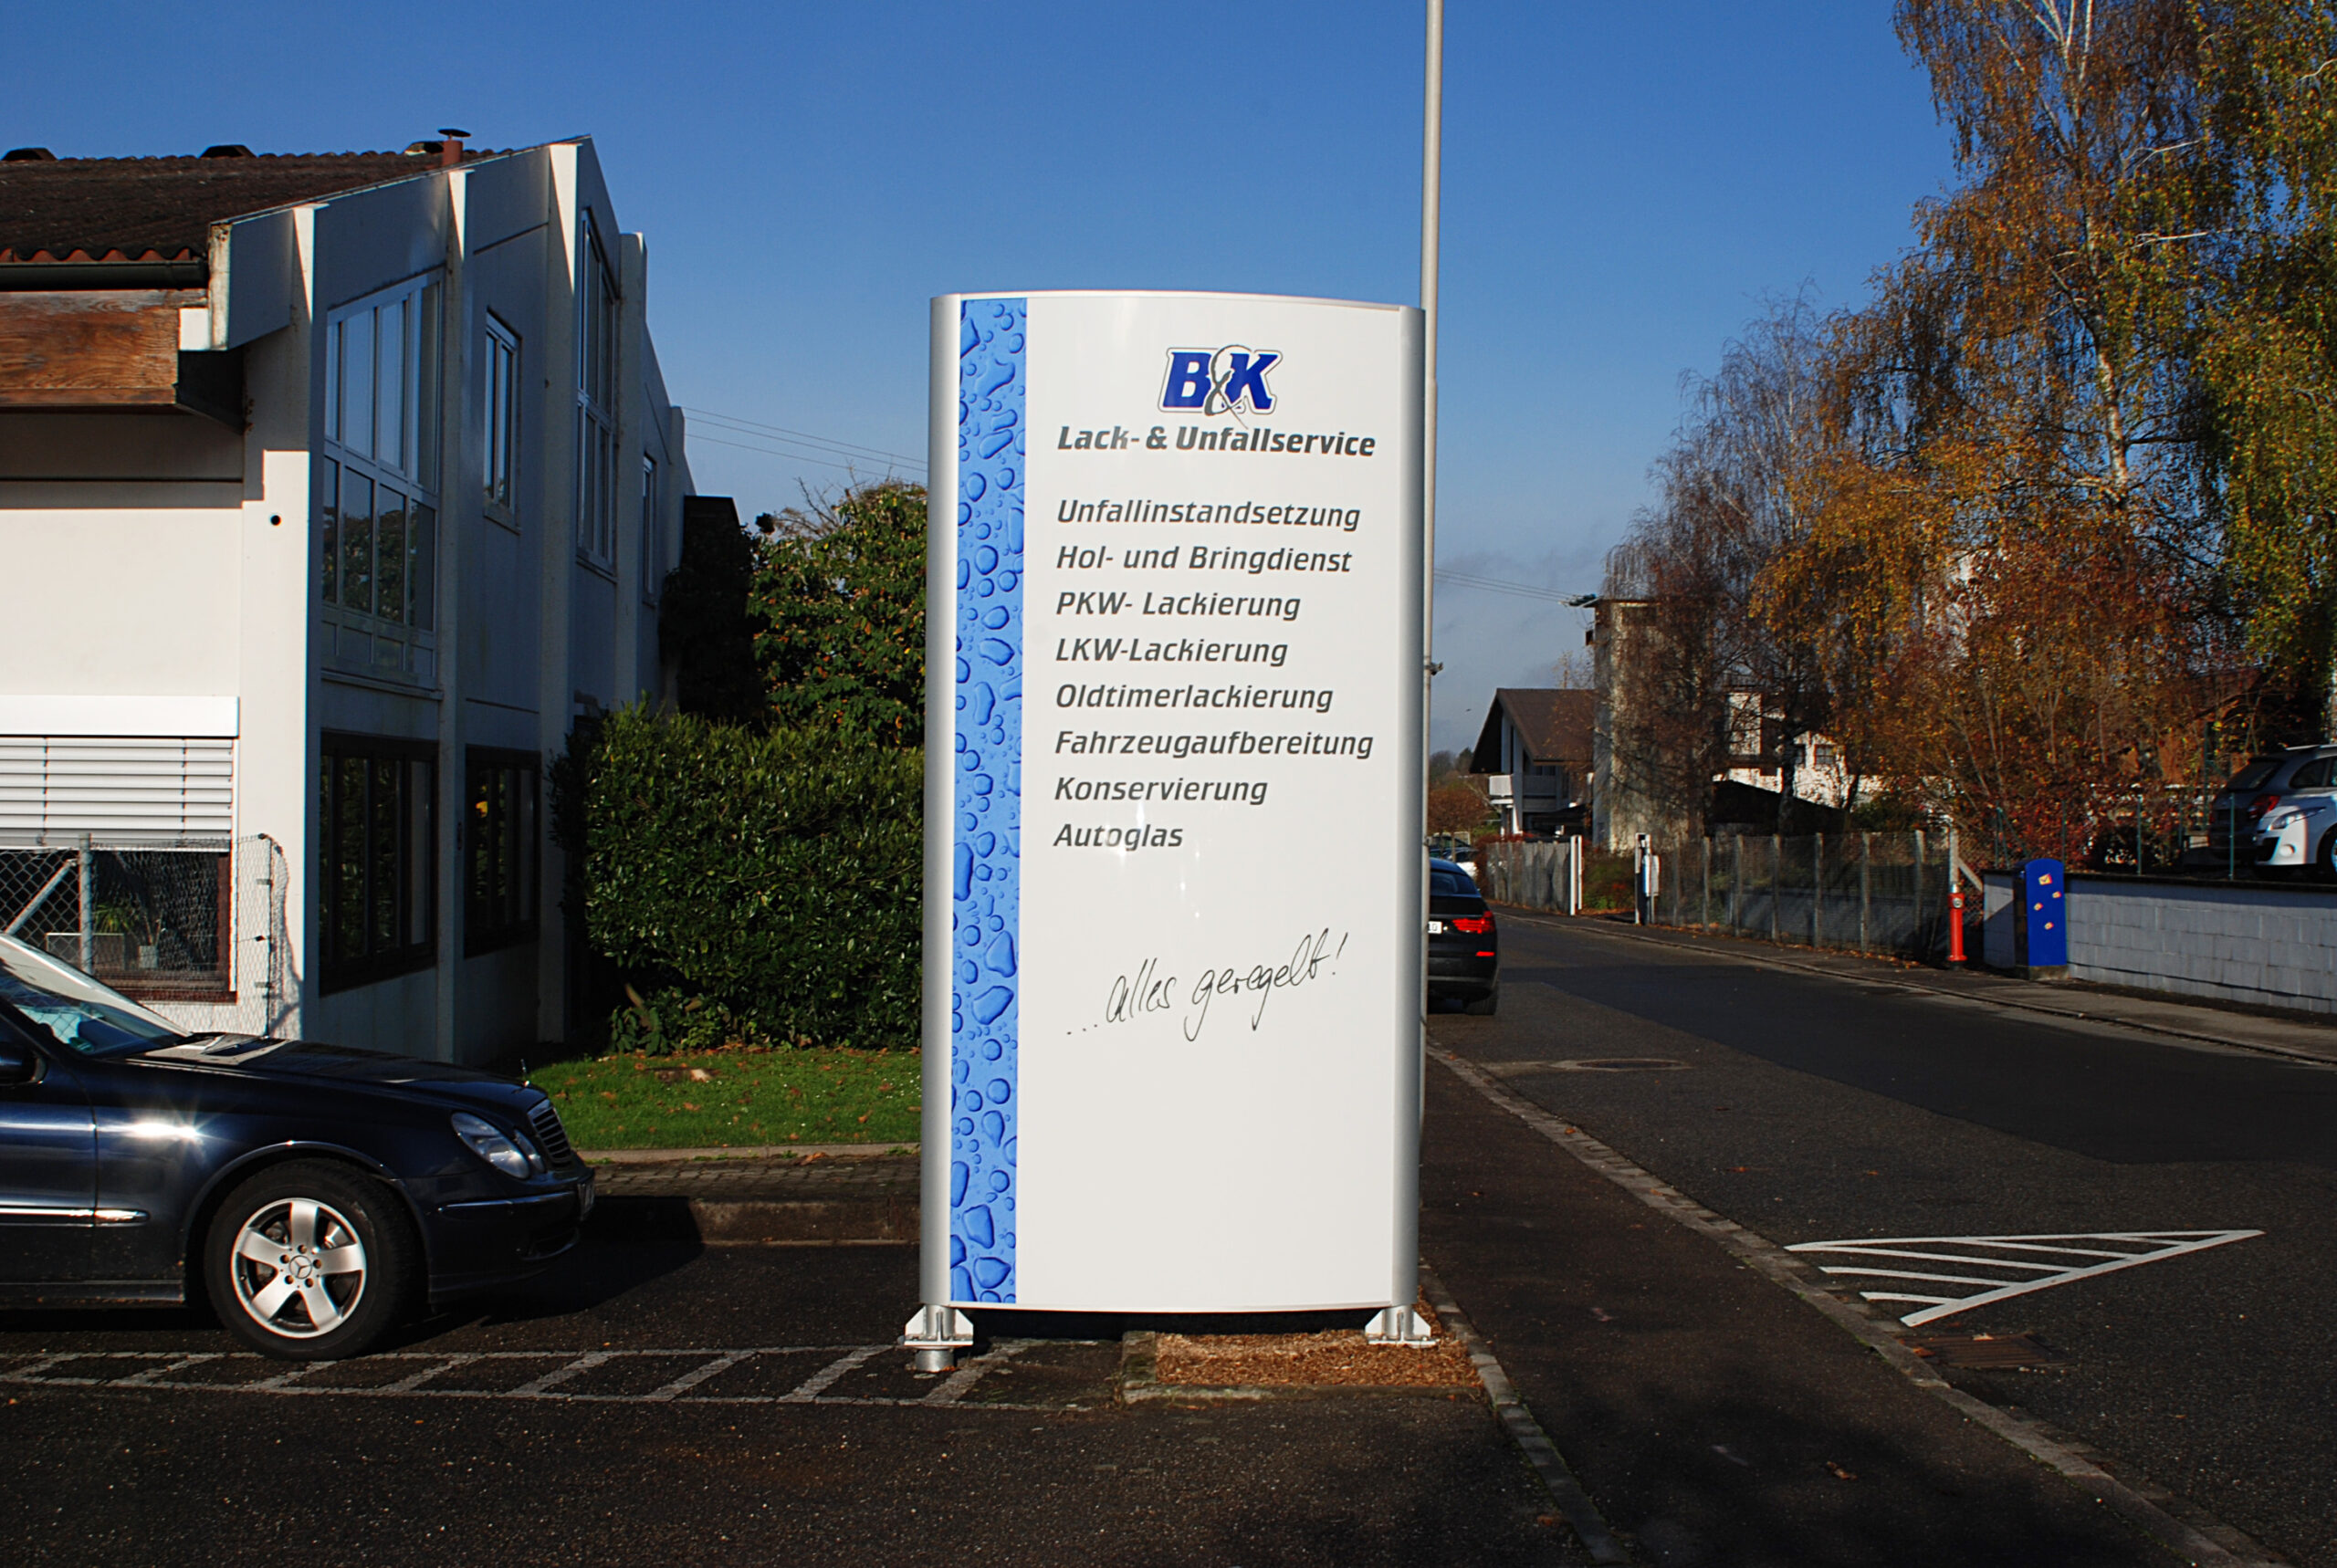 B&K
Lack- & Unfallservice
Unfallinstandsetzung
Hol- und Bringdienst
PKW- Lackierung
LKW-Lackierung
Oldtimerlackierung
Fahrzeugaufbereitung
Konservierung
Autoglas
...alles geregelt!